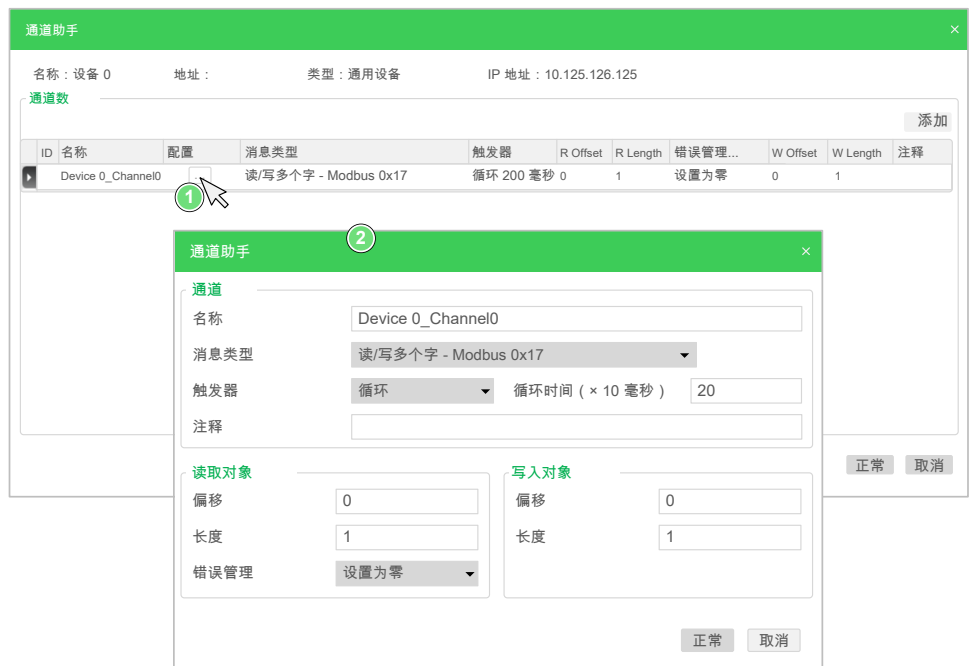 通道助手 ×
名称：设备 0 地址： 类型：通用设备 IP 地址：10.125.126.125
通道数
添加
ID 名称 配置 消息类型 触发器 R Offset R Length 错误管理... W Offset W Length 注释
Device 0_Channel0 ... 读/写多个字 - Modbus 0x17 循环 200 毫秒 0 1 设置为零 0 1
1
2
通道助手 ×
通道
名称 Device 0_Channel0
消息类型 读/写多个字 - Modbus 0x17
触发器 循环 循环时间（× 10 毫秒） 20
注释
读取对象 写入对象
偏移 0 偏移 0
长度 1 长度 1
错误管理 设置为零
正常 取消
正常 取消